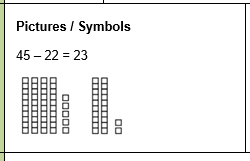 Pictures / Symbols
45 – 22 = 23